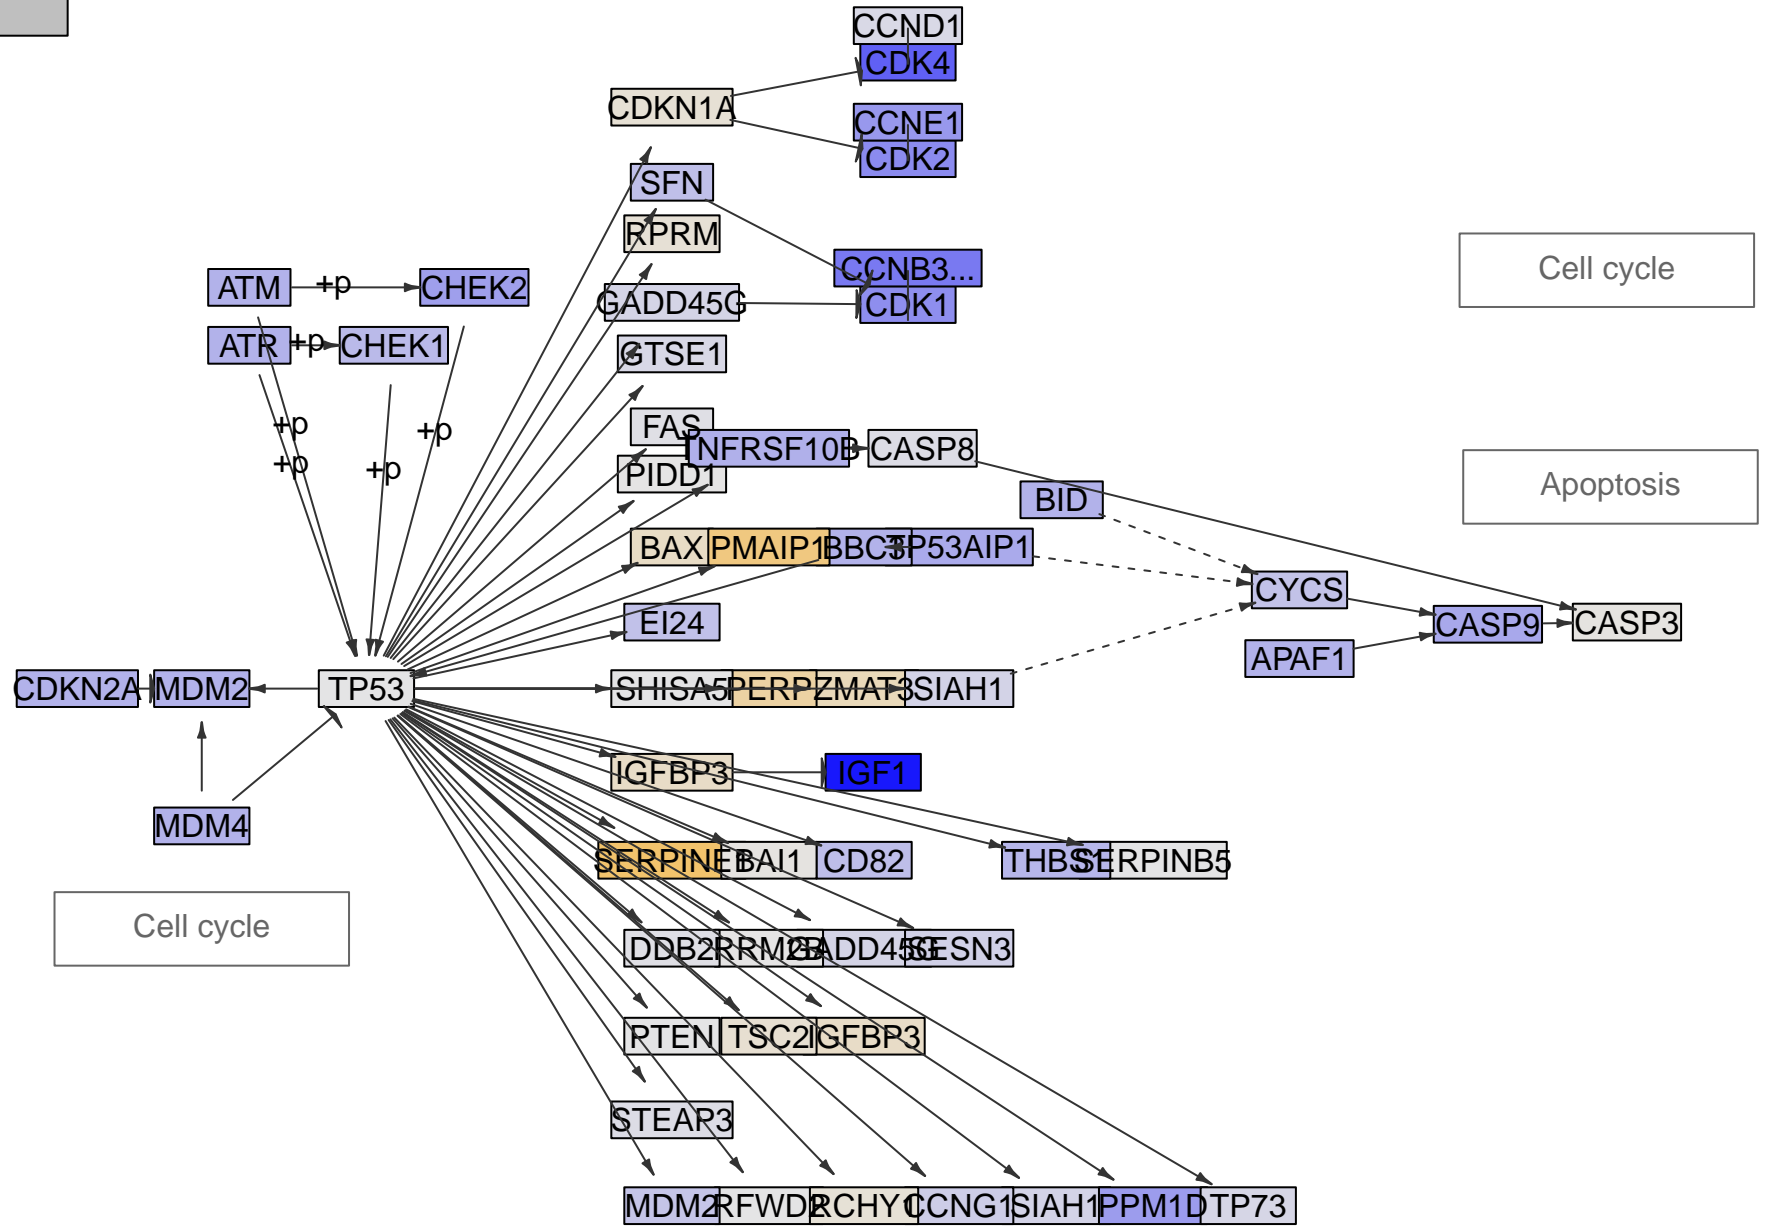 CCND1
CDK4
CDKN1A
CCNE1
CDK2
SFN
RPRM
Cell cycle
CCNB3...
ATM
+p
CHEK2
GADD45G
CDK1
ATR
+p
CHEK1
GTSE1
+p
+p
FAS
NFRSF10B
CASP8
+p
+p
PIDD1
Apoptosis
BID
BAX
PMAIP1
BBC3
TP53AIP1
CYCS
EI24
CASP9
CASP3
APAF1
CDKN2A
MDM2
TP53
SHISA5
PERP
ZMAT3
SIAH1
IGFBP3
IGF1
MDM4
SERPINE1
BAI1
CD82
THBS1
SERPINB5
Cell cycle
DDB2
RRM2B
GADD45G
SESN3
PTEN
TSC2
IGFBP3
STEAP3
MDM2
RFWD2
RCHY1
CCNG1
SIAH1
PPM1D
TP73